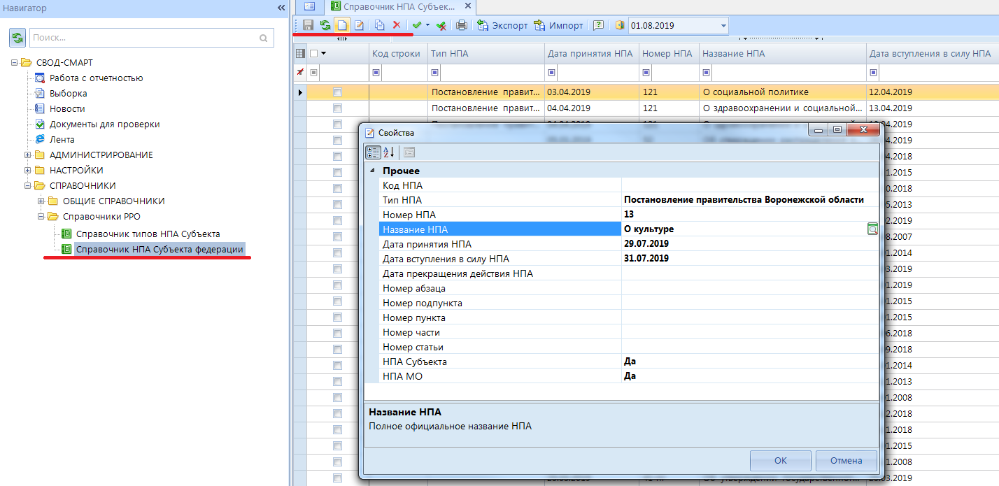 Навигатор
Поиск...
СВОД-СМАРТ
Работа с отчетностью
Выборка
Новости
Документы для проверки
Лента
АДМИНИСТРИРОВАНИЕ
НАСТРОЙКИ
СПРАВОЧНИКИ
ОБЩИЕ СПРАВОЧНИКИ
Справочники РРО
Справочник типов НПА Субъекта
Справочник НПА Субъекта федерации
Справочник НПА Субъек...
Экспорт Импорт 01.08.2019
Код строки Тип НПА Дата принятия НПА Номер НПА Название НПА Дата вступления в силу НПА
Постановление правит... 03.04.2019 121 О социальной политике 12.04.2019
Постановление правит... 04.04.2019 121 О здравоохранении и социальной... 13.04.2019
Свойства
Прочее
Код НПА
Тип НПА Постановление правительства Воронежской области
Номер НПА 13
Название НПА О культуре
Дата принятия НПА 29.07.2019
Дата вступления в силу НПА 31.07.2019
Дата прекращения действия НПА
Номер абзаца
Номер подпункта
Номер пункта
Номер части
Номер статьи
НПА Субъекта Да
НПА МО Да
Название НПА
Полное официальное название НПА
ОК Отмена